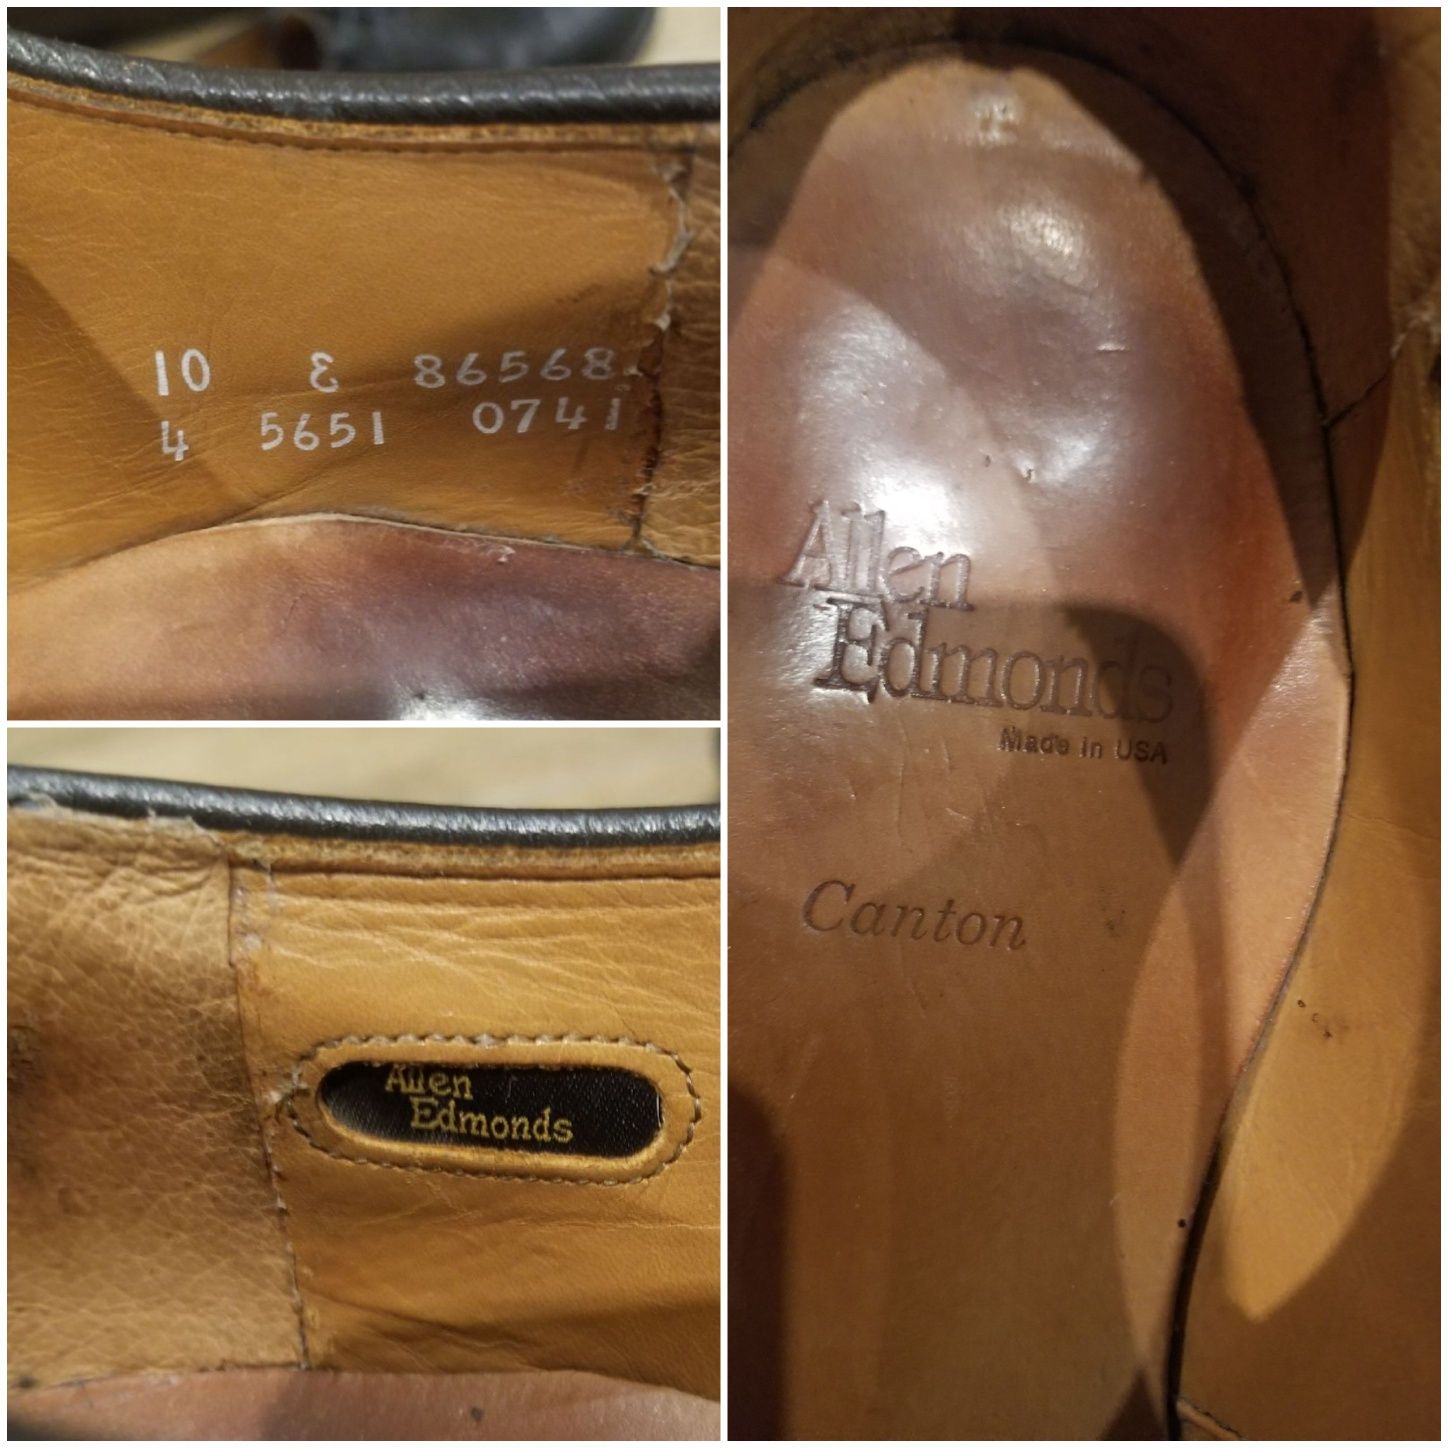 10 E 86568
4 5651 0741
Allen
Edmonds
Allen
Edmonds
Made in USA
Canton